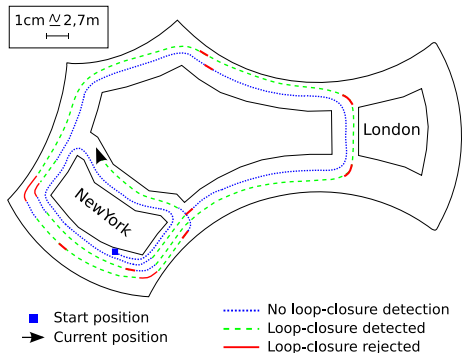 1cm ≃ 2,7m
London
NewYork
Start position
Current position
No loop-closure detection
Loop-closure detected
Loop-closure rejected